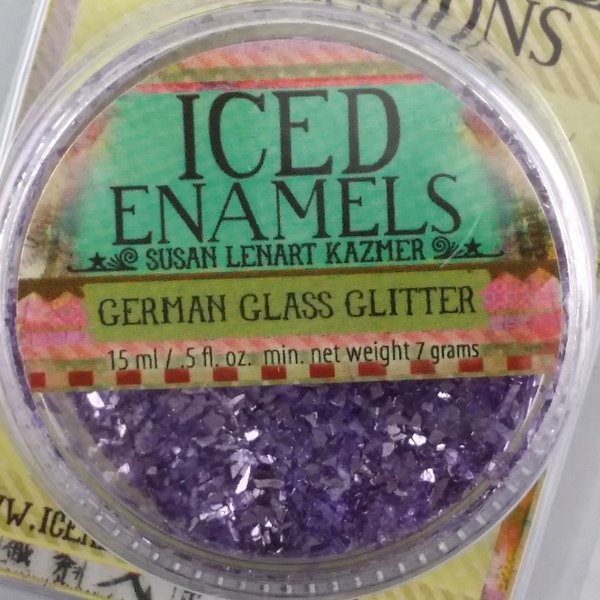 ICED
ENAMELS
SUSAN LENART KAZMER
GERMAN GLASS GLITTER
15 ml / .5 fl. oz. min. net weight 7 grams